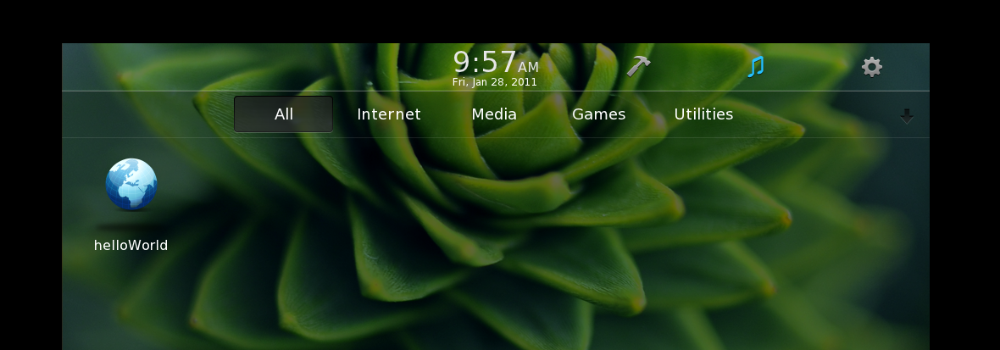 9:57AM
Fri, Jan 28, 2011
All Internet Media Games Utilities
helloWorld